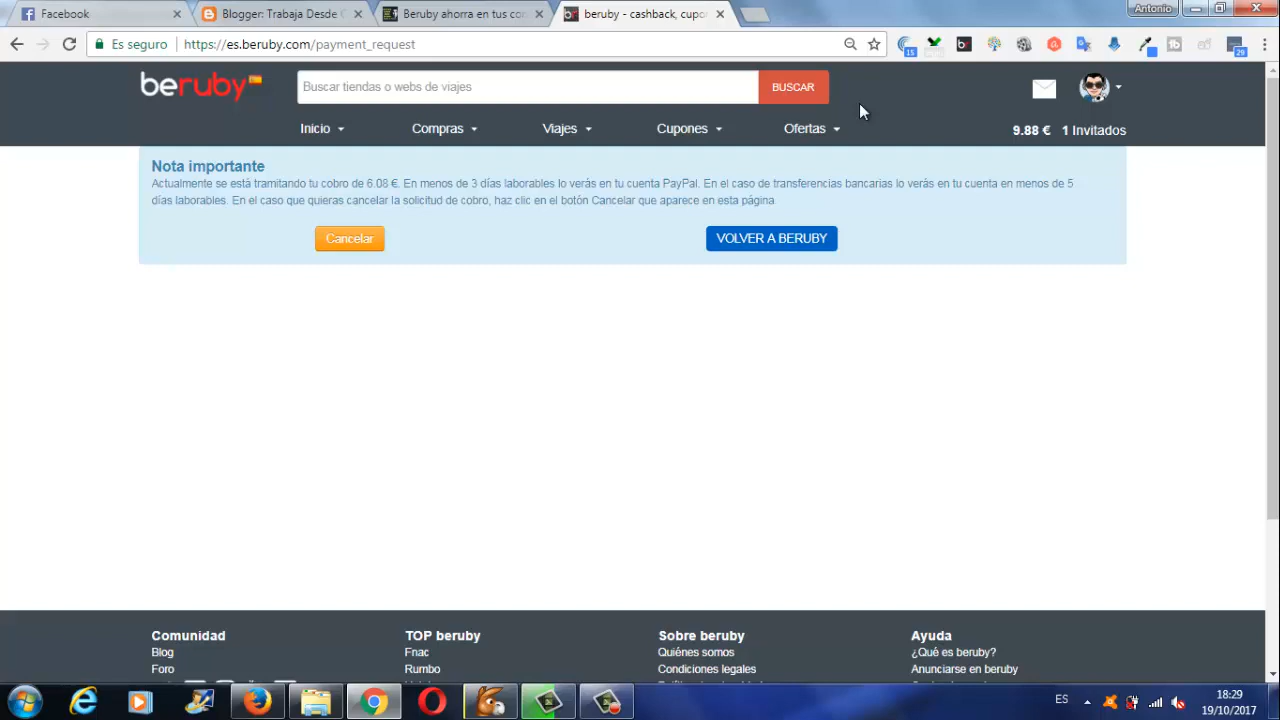 Antonio
Facebook
Blogger: Trabaja Desde C
Beruby ahora en tus co
beruby - cashback, cupo
Es seguro
https://es.beruby.com/payment_request
15
29
beruby
Buscar tiendas o webs de viajes
BUSCAR
Inicio
Compras
Viajes
Cupones
Ofertas
9.88 €
1 Invitados
Nota importante
Actualmente se está tramitando tu cobro de 6.08 €. En menos de 3 días laborables lo verás en tu cuenta PayPal. En el caso de transferencias bancarias lo verás en tu cuenta en menos de 5
días laborables. En el caso que quieras cancelar la solicitud de cobro, haz clic en el botón Cancelar que aparece en esta página
Cancelar
VOLVER A BERUBY
Comunidad
TOP beruby
Sobre beruby
Ayuda
Blog
Fnac
Quiénes somos
¿Qué es beruby?
Foro
Rumbo
Condiciones legales
Anunciarse en beruby
ES
18:29
19/10/2017